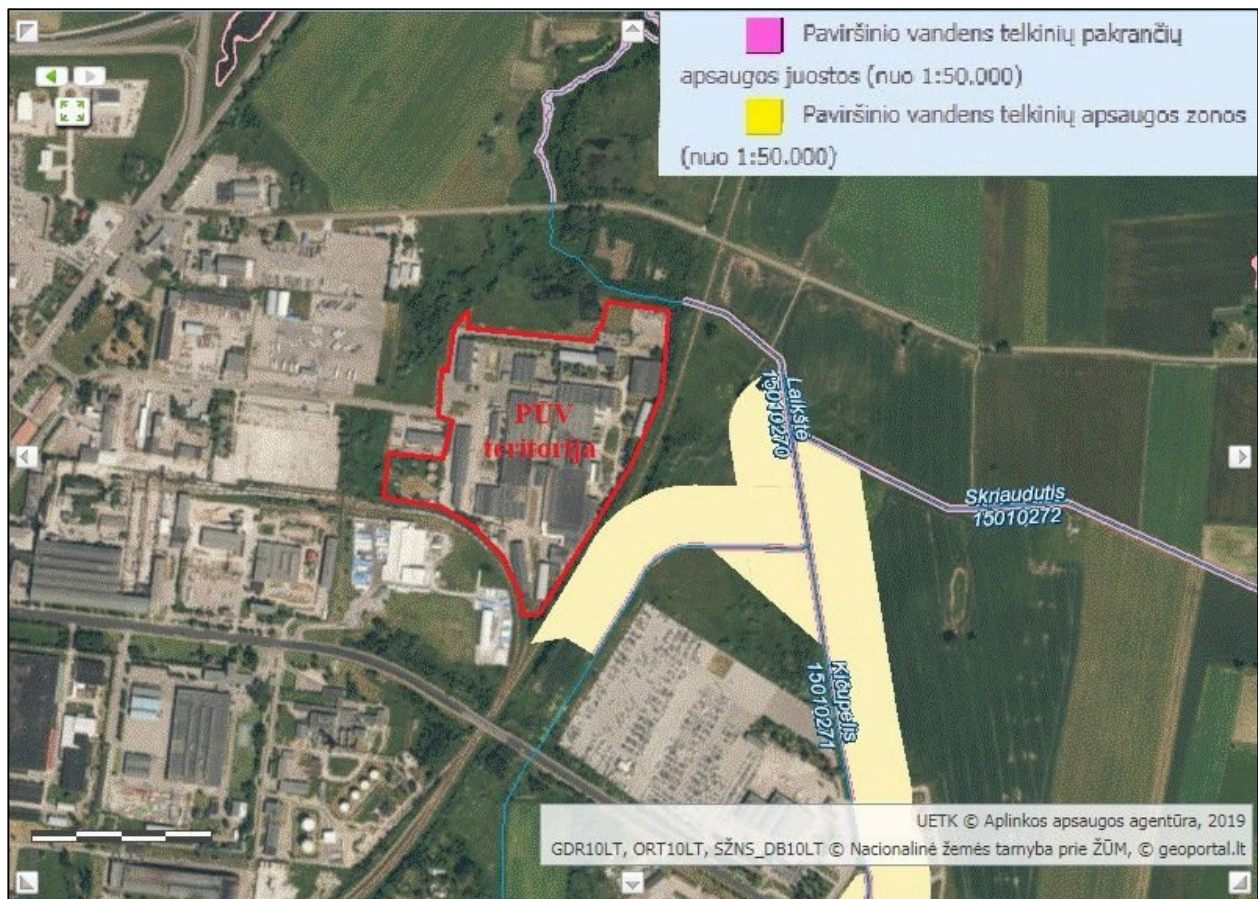 Paviršinio vandens telkinių pakrančių
apsaugos juostos (nuo 1:50.000)
Paviršinio vandens telkinių apsaugos zonos
(nuo 1:50.000)
PŪV
teritorija
Laikštė
15010270
Skriaudutis
15010272
Kičupelis
15010271
UETK © Aplinkos apsaugos agentūra, 2019
GDR10LT, ORT10LT, SŽNS_DB10LT © Nacionalinė žemės tarnyba prie ŽŪM, © geoportal.lt